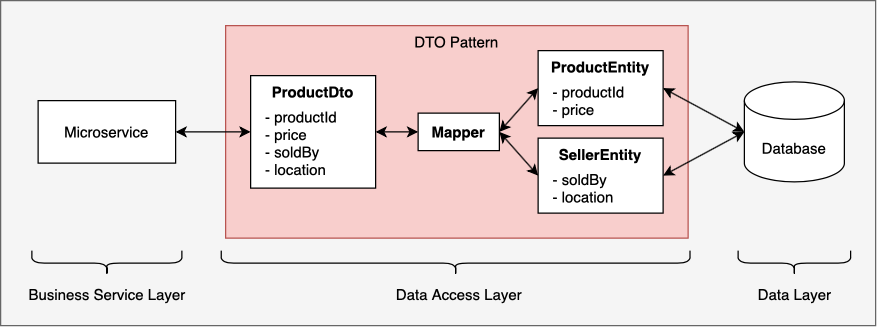 DTO Pattern
Microservice
ProductDto
- productId
- price
- soldBy
- location
Mapper
ProductEntity
- productId
- price
SellerEntity
- soldBy
- location
Database
Business Service Layer
Data Access Layer
Data Layer